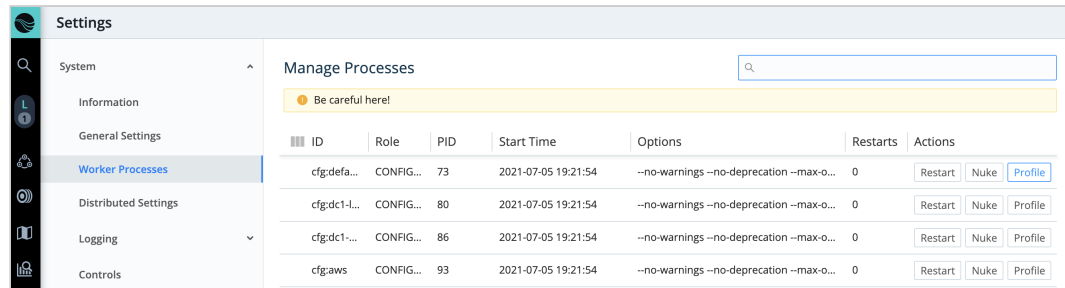 Settings
System
Information
General Settings
Worker Processes
Distributed Settings
Logging
Controls
L
1
Manage Processes
Be careful here!
ID Role PID Start Time Options Restarts Actions
cfg:defa... CONFIG... 73 2021-07-05 19:21:54 --no-warnings --no-deprecation --max-o... 0 Restart Nuke Profile
cfg:dc1-l... CONFIG... 80 2021-07-05 19:21:54 --no-warnings --no-deprecation --max-o... 0 Restart Nuke Profile
cfg:dc1-... CONFIG... 86 2021-07-05 19:21:54 --no-warnings --no-deprecation --max-o... 0 Restart Nuke Profile
cfg:aws CONFIG... 93 2021-07-05 19:21:54 --no-warnings --no-deprecation --max-o... 0 Restart Nuke Profile